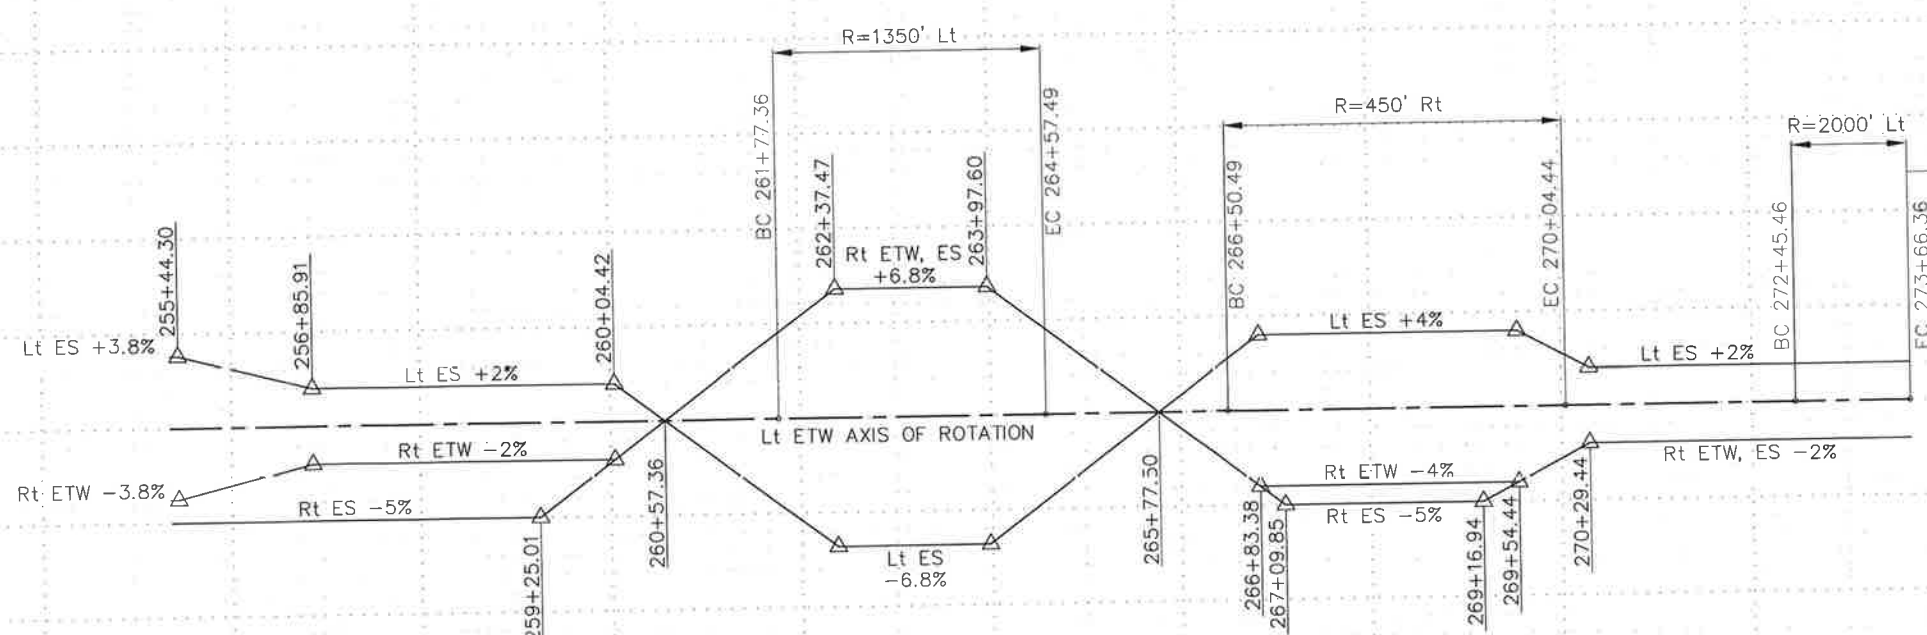 R=1350' Lt
R=450' Rt
R=2000' Lt
BC 261+77.36
EC 264+57.49
BC 266+50.49
EC 270+04.44
BC 272+45.46
EC 273+66.36
255+44.30
256+85.91
260+04.42
262+37.47
263+97.60
Rt ETW, ES
+6.8%
Lt ES +3.8%
Lt ES +2%
Lt ES +4%
Lt ES +2%
Lt ETW AXIS OF ROTATION
Rt ETW -2%
Rt ETW -3.8%
Rt ES -5%
Rt ETW -4%
Rt ES -5%
Rt ETW, ES -2%
Lt ES
-6.8%
259+25.01
260+57.36
265+77.50
266+83.38
267+09.85
269+16.94
269+54.44
270+29.44